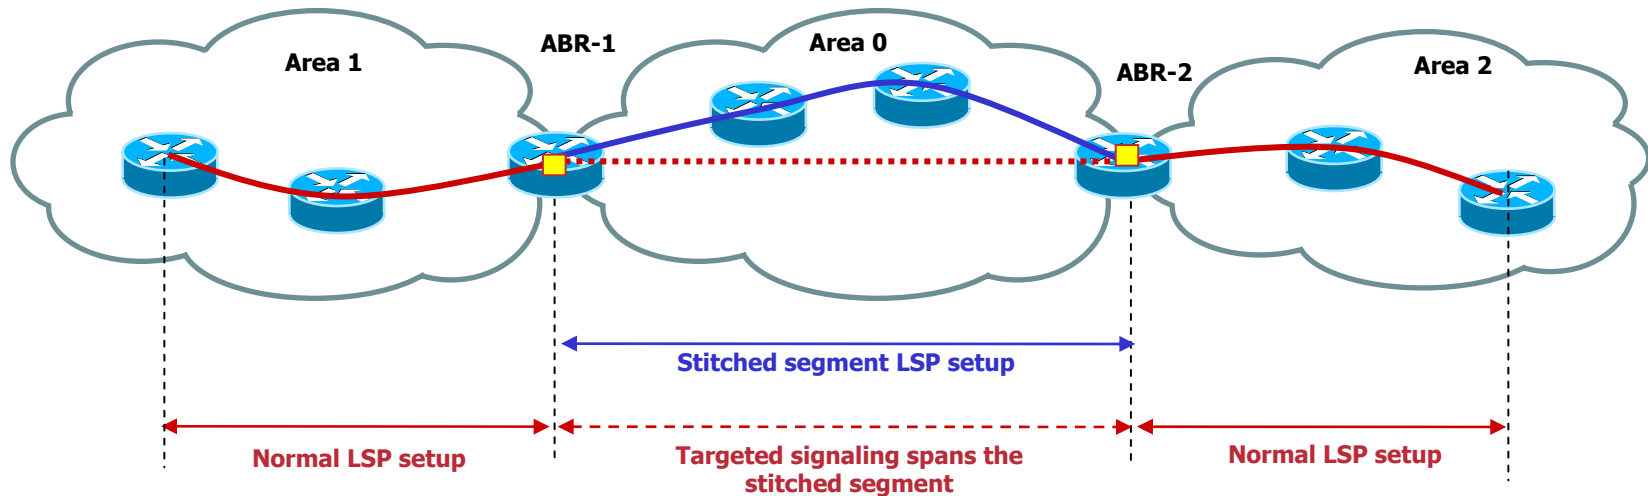 Area 1
ABR-1
Area 0
ABR-2
Area 2
Stitched segment LSP setup
Normal LSP setup
Targeted signaling spans the
stitched segment
Normal LSP setup